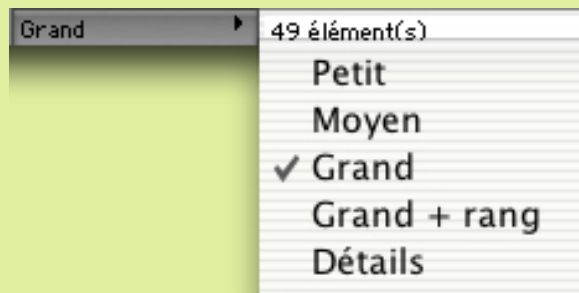 Grand
49 élément(s)
Petit
Moyen
Grand
Grand + rang
Détails